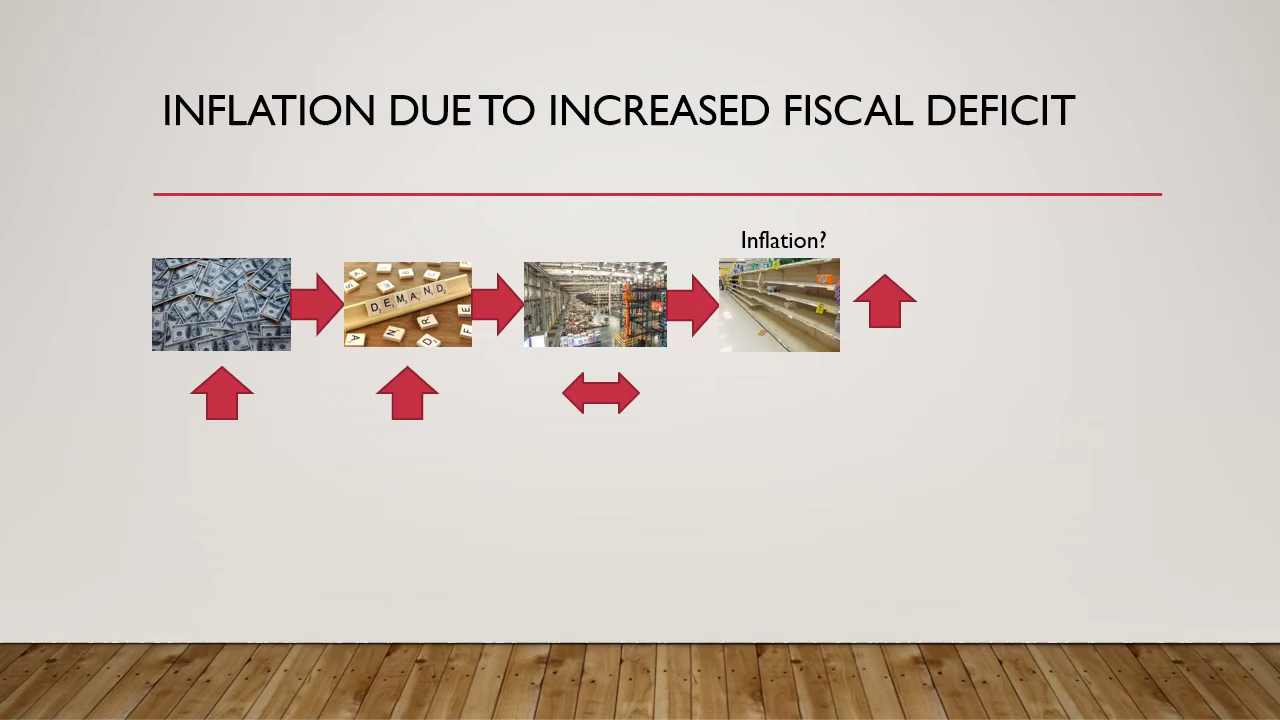 INFLATION DUE TO INCREASED FISCAL DEFICIT
Inflation?
DEMAND